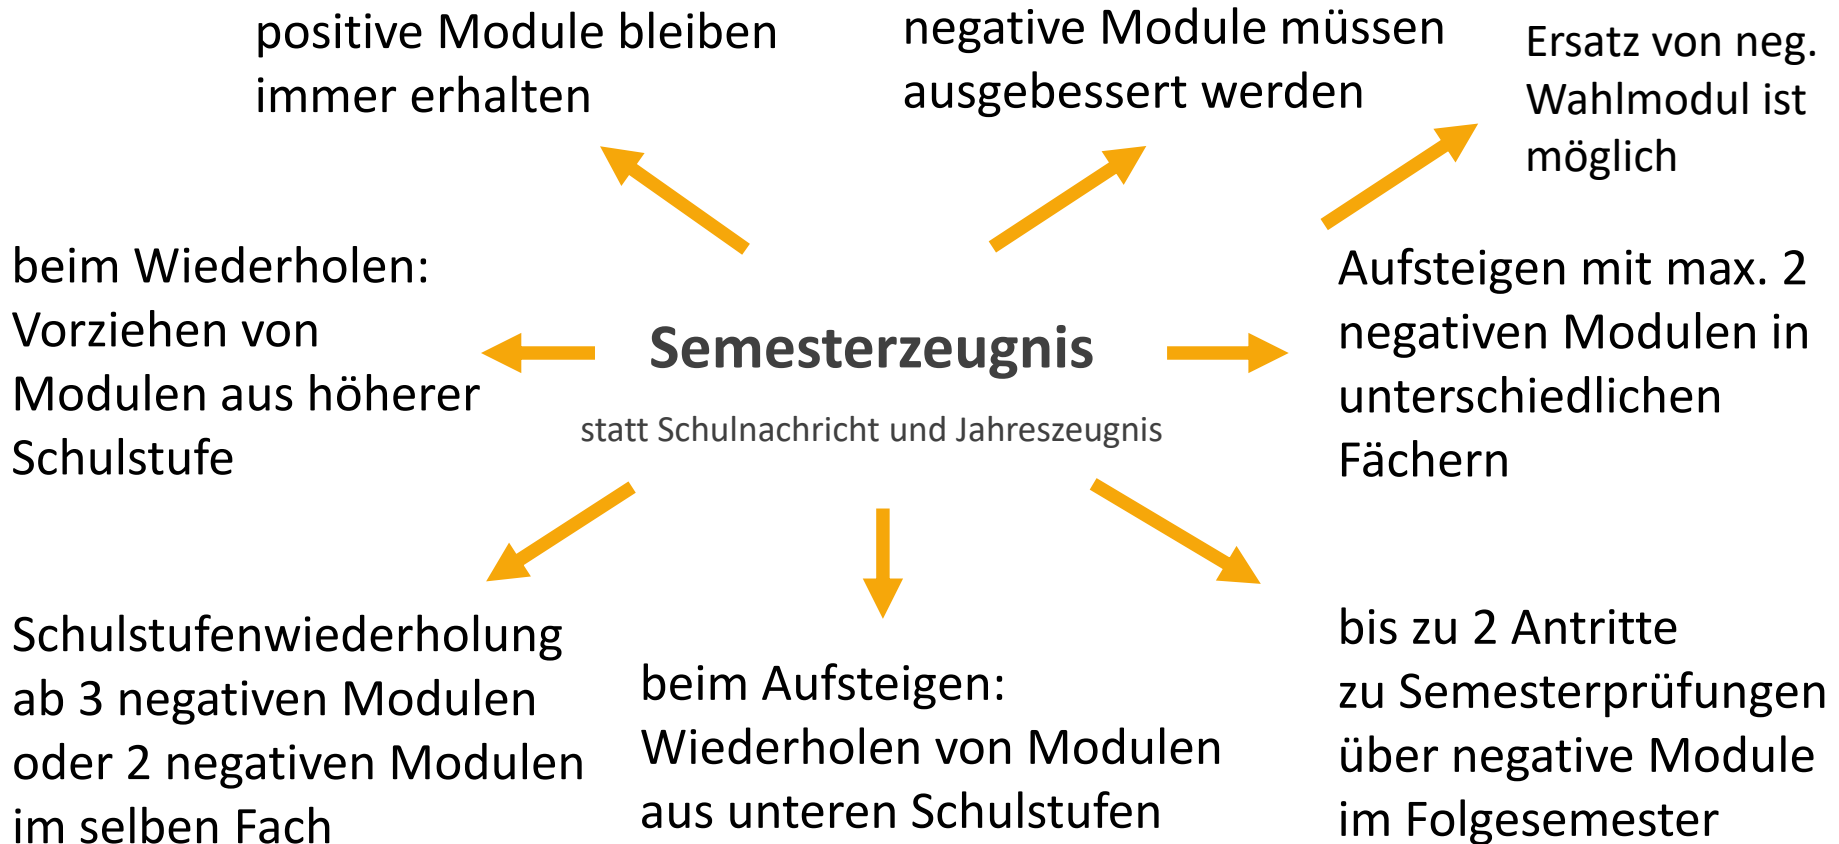 positive Module bleiben
immer erhalten
negative Module müssen
ausgebessert werden
Ersatz von neg.
Wahlmodul ist
möglich
beim Wiederholen:
Vorziehen von
Modulen aus höherer
Schulstufe
Semesterzeugnis
statt Schulnachricht und Jahreszeugnis
Aufsteigen mit max. 2
negativen Modulen in
unterschiedlichen
Fächern
Schulstufenwiederholung
ab 3 negativen Modulen
oder 2 negativen Modulen
im selben Fach
beim Aufsteigen:
Wiederholen von Modulen
aus unteren Schulstufen
bis zu 2 Antritte
zu Semesterprüfungen
über negative Module
im Folgesemester